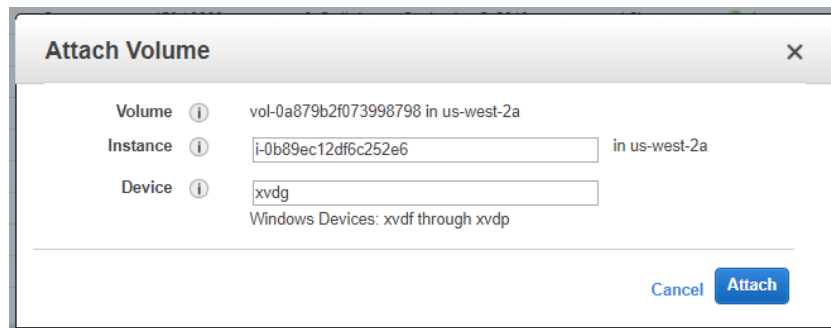 Attach Volume
Volume i vol-0a879b2f073998798 in us-west-2a
Instance i i-0b89ec12df6c252e6 in us-west-2a
Device i xvdg
Windows Devices: xvdf through xvdp
Cancel Attach